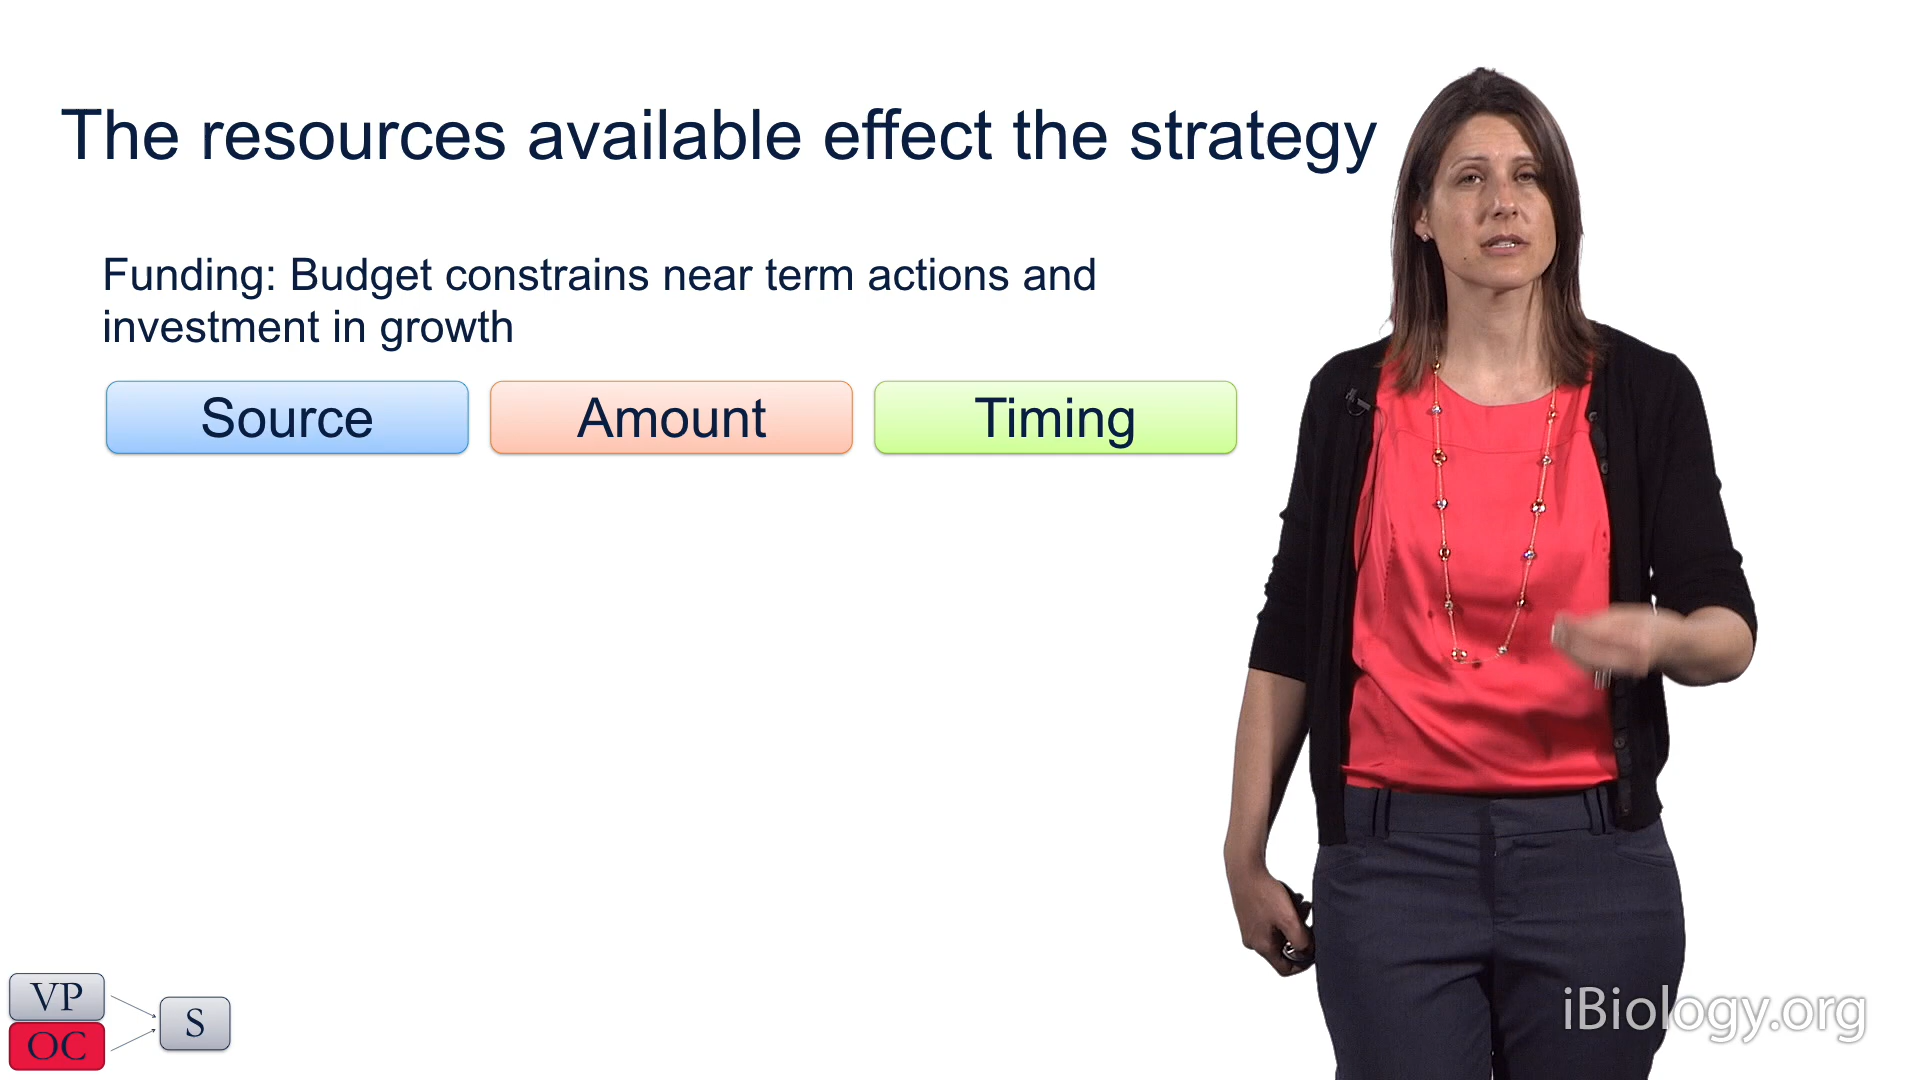 The resources available effect the strategy
Funding: Budget constrains near term actions and
investment in growth
Source
Amount
Timing
VP
OC
S
iBiology.org